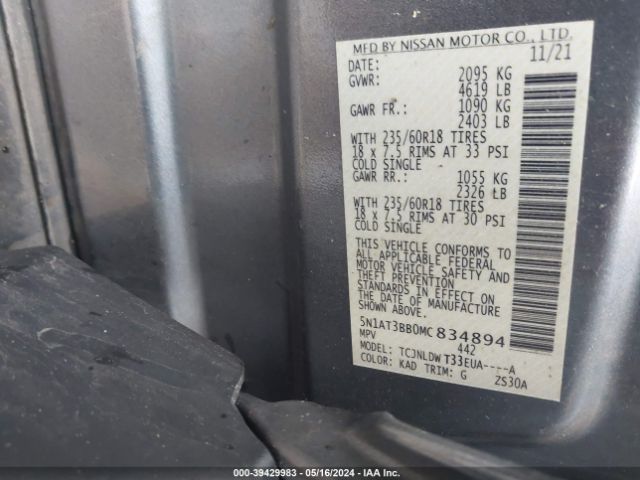 MFD BY NISSAN MOTOR CO., LTD.
DATE: 11/21
GVWR: 2095 KG
4619 LB
GAWR FR.: 1090 KG
2403 LB
WITH 235/60R18 TIRES
18 x 7.5 RIMS AT 33 PSI
COLD SINGLE
GAWR RR.: 1055 KG
2326 LB
WITH 235/60R18 TIRES
18 x 7.5 RIMS AT 30 PSI
COLD SINGLE
THIS VEHICLE CONFORMS TO
ALL APPLICABLE FEDERAL
MOTOR VEHICLE SAFETY AND
THEFT PREVENTION
STANDARDS IN EFFECT ON
THE DATE OF MANUFACTURE
SHOWN ABOVE.
5N1AT3BB0MC 834894
MPV 442
MODEL: TCJNLDW T33EUA----A
COLOR: KAD TRIM: G ZS30A
000-39429983 - 05/16/2024 - IAA Inc.